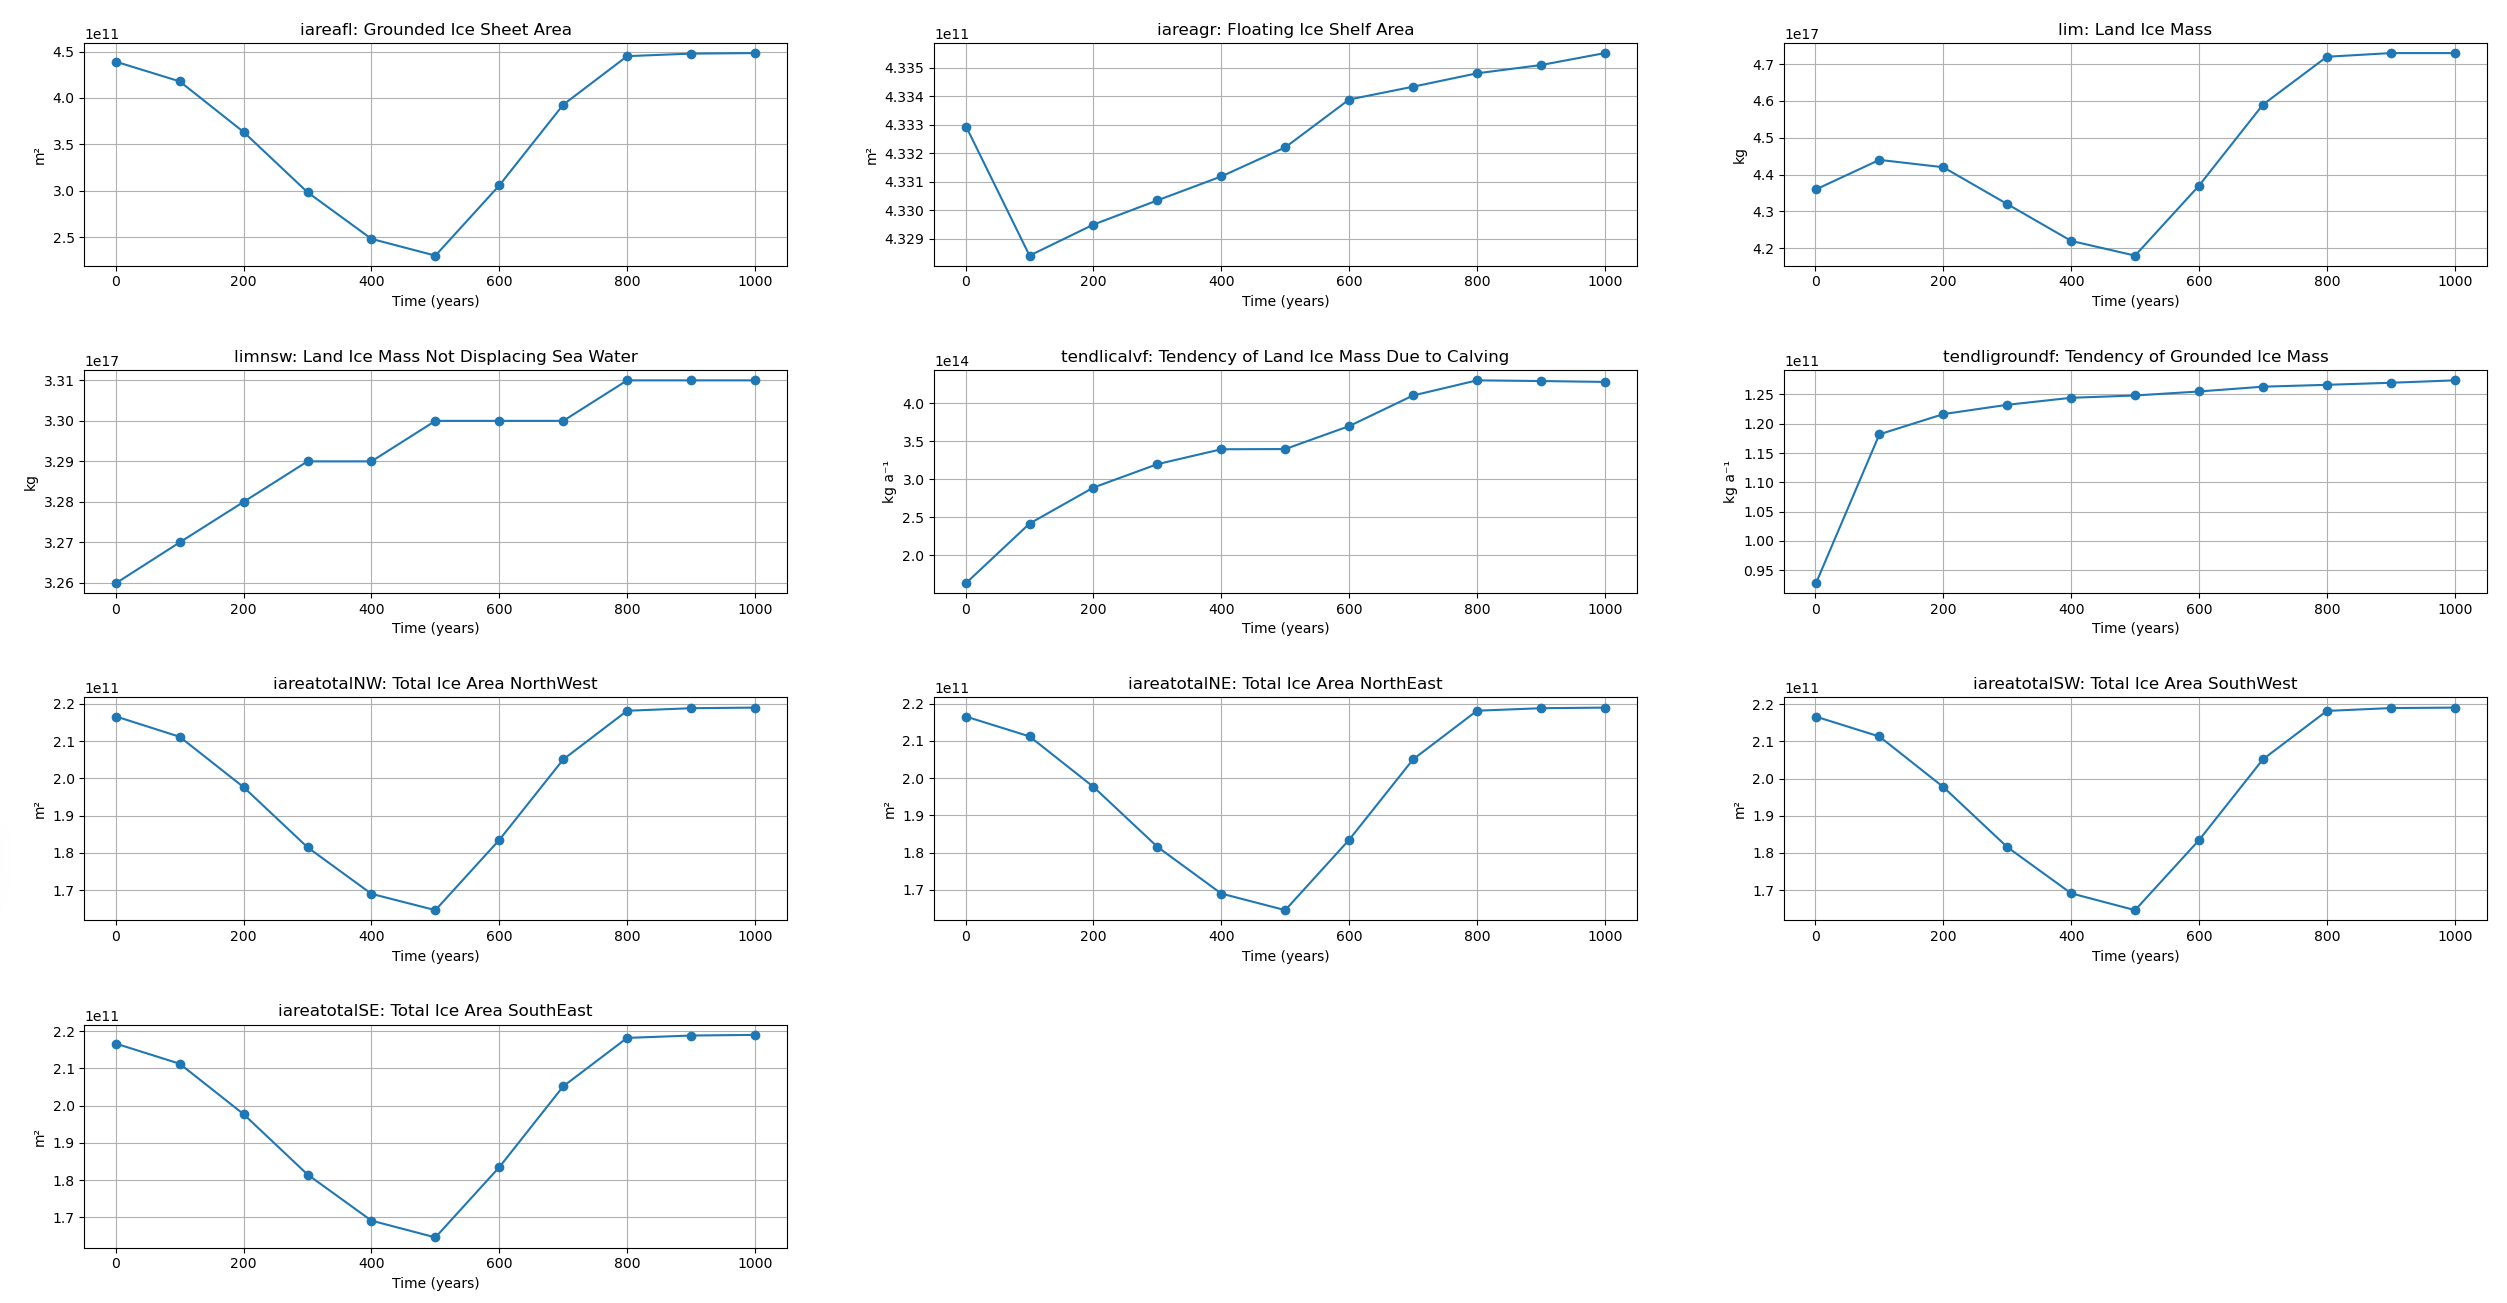 iareafl: Grounded Ice Sheet Area
1e11
4.5
4.0
3.5
3.0
2.5
m²
0 200 400 600 800 1000
Time (years)
iareagr: Floating Ice Shelf Area
1e11
4.335
4.334
4.333
4.332
4.331
4.330
4.329
m²
0 200 400 600 800 1000
Time (years)
lim: Land Ice Mass
1e17
4.7
4.6
4.5
4.4
4.3
4.2
kg
0 200 400 600 800 1000
Time (years)
limnsw: Land Ice Mass Not Displacing Sea Water
1e17
3.31
3.30
3.29
3.28
3.27
3.26
kg
0 200 400 600 800 1000
Time (years)
tendlicalvf: Tendency of Land Ice Mass Due to Calving
1e14
4.0
3.5
3.0
2.5
2.0
kg a⁻¹
0 200 400 600 800 1000
Time (years)
tendligroundf: Tendency of Grounded Ice Mass
1e11
1.25
1.20
1.15
1.10
1.05
1.00
0.95
kg a⁻¹
0 200 400 600 800 1000
Time (years)
iareatotalNW: Total Ice Area NorthWest
1e11
2.2
2.1
2.0
1.9
1.8
1.7
m²
0 200 400 600 800 1000
Time (years)
iareatotalNE: Total Ice Area NorthEast
1e11
2.2
2.1
2.0
1.9
1.8
1.7
m²
0 200 400 600 800 1000
Time (years)
iareatotalSW: Total Ice Area SouthWest
1e11
2.2
2.1
2.0
1.9
1.8
1.7
m²
0 200 400 600 800 1000
Time (years)
iareatotalSE: Total Ice Area SouthEast
1e11
2.2
2.1
2.0
1.9
1.8
1.7
m²
0 200 400 600 800 1000
Time (years)